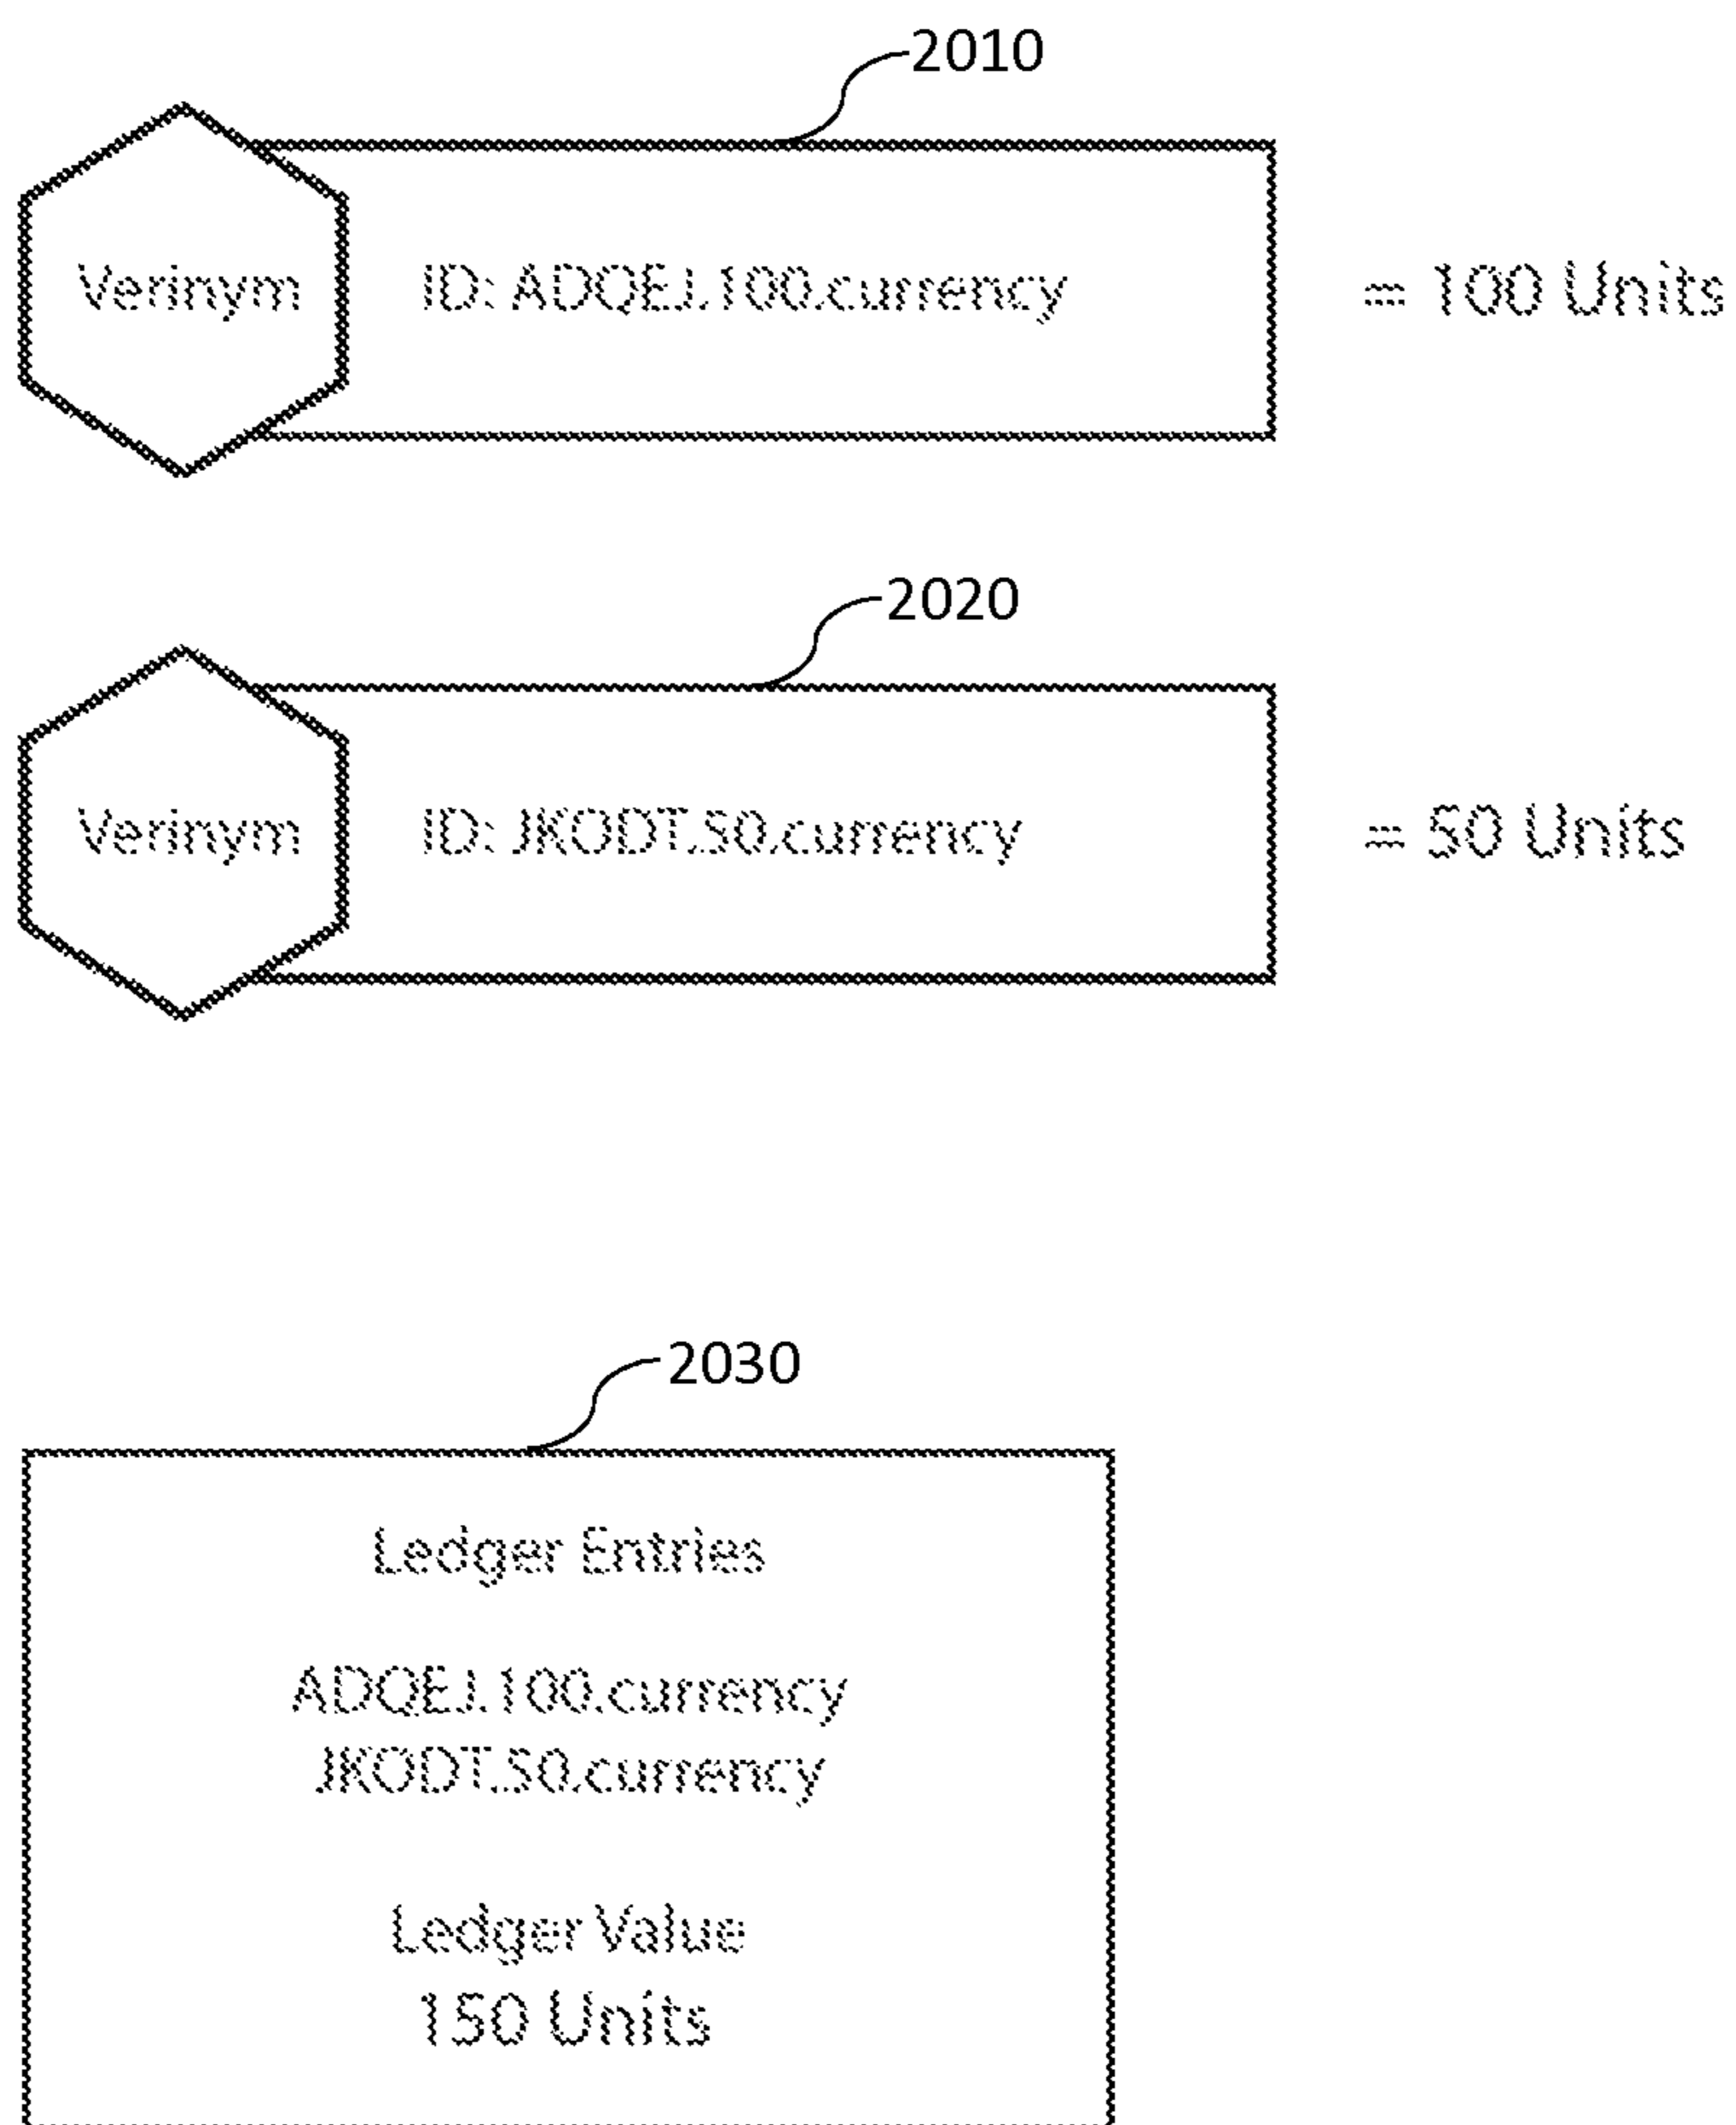 2010
Verinym ID: ADQEJ.100.currency = 100 Units
2020
Verinym ID: JKODT.50.currency = 50 Units
2030
Ledger Entries
ADQEJ.100.currency
JKODT.50.currency
Ledger Value
150 Units